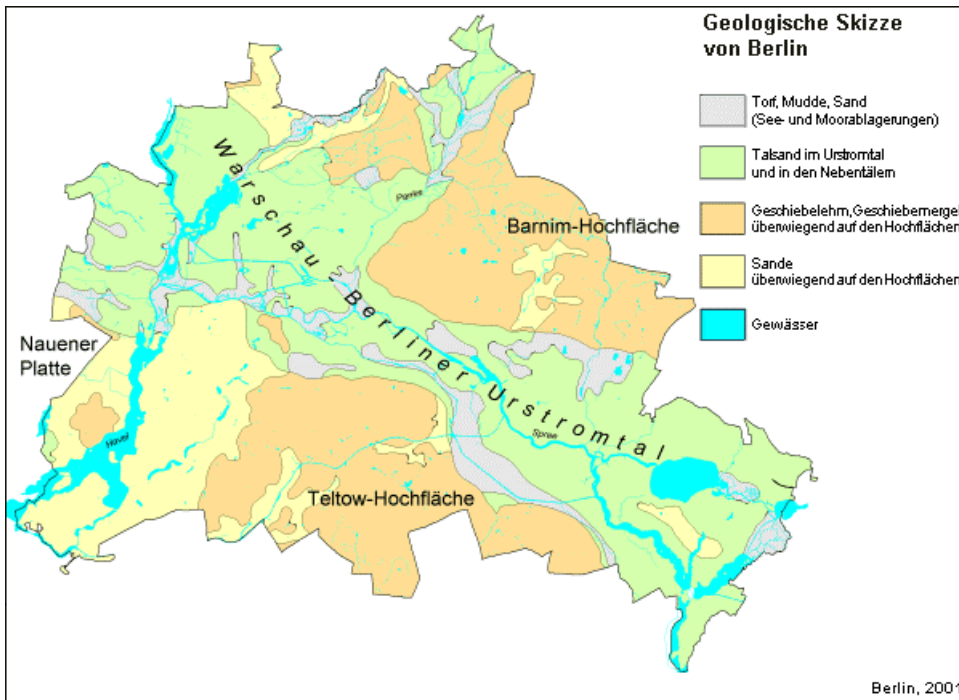 Geologische Skizze
von Berlin
Torf, Mudde, Sand
(See- und Moorablagerungen)
Talsand im Urstromtal
und in den Nebentälern
Geschiebelehm, Geschiebemergel
überwiegend auf den Hochflächen
Sande
überwiegend auf den Hochflächen
Gewässer
Warschau - Berliner Urstromtal
Panke
Barnim-Hochfläche
Nauener
Platte
Havel
Spree
Teltow-Hochfläche
Berlin, 2001